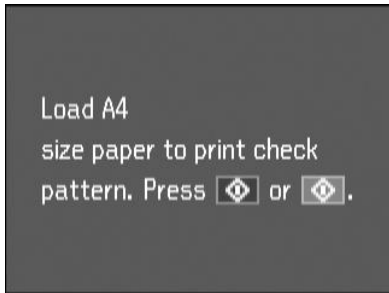 Load A4
size paper to print check
pattern. Press or .